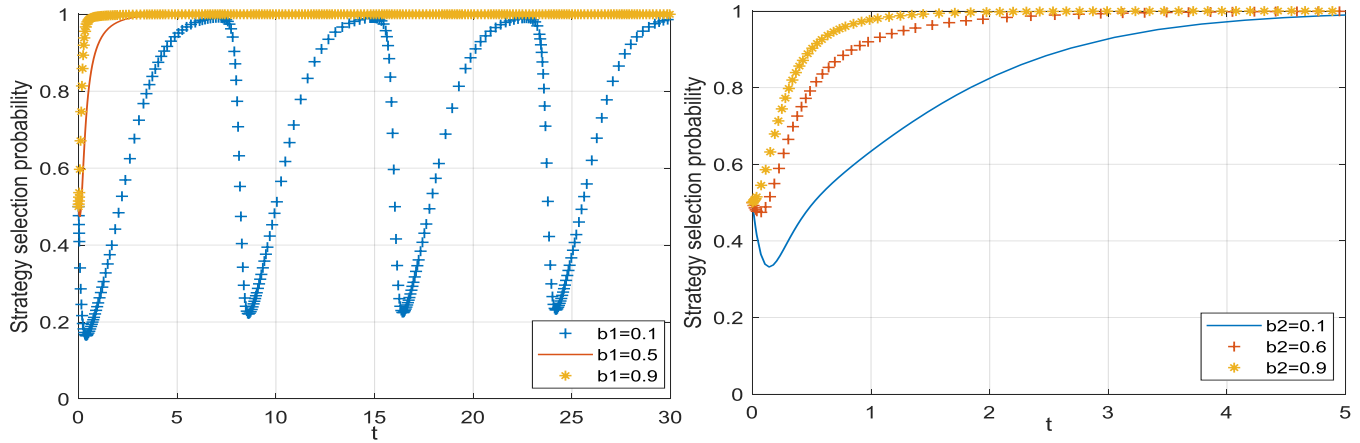 Strategy selection probability
1
0.8
0.6
0.4
0.2
0
0 5 10 15 20 25 30
t
b1=0.1
b1=0.5
b1=0.9
Strategy selection probability
1
0.8
0.6
0.4
0.2
0
0 1 2 3 4 5
t
b2=0.1
b2=0.6
b2=0.9